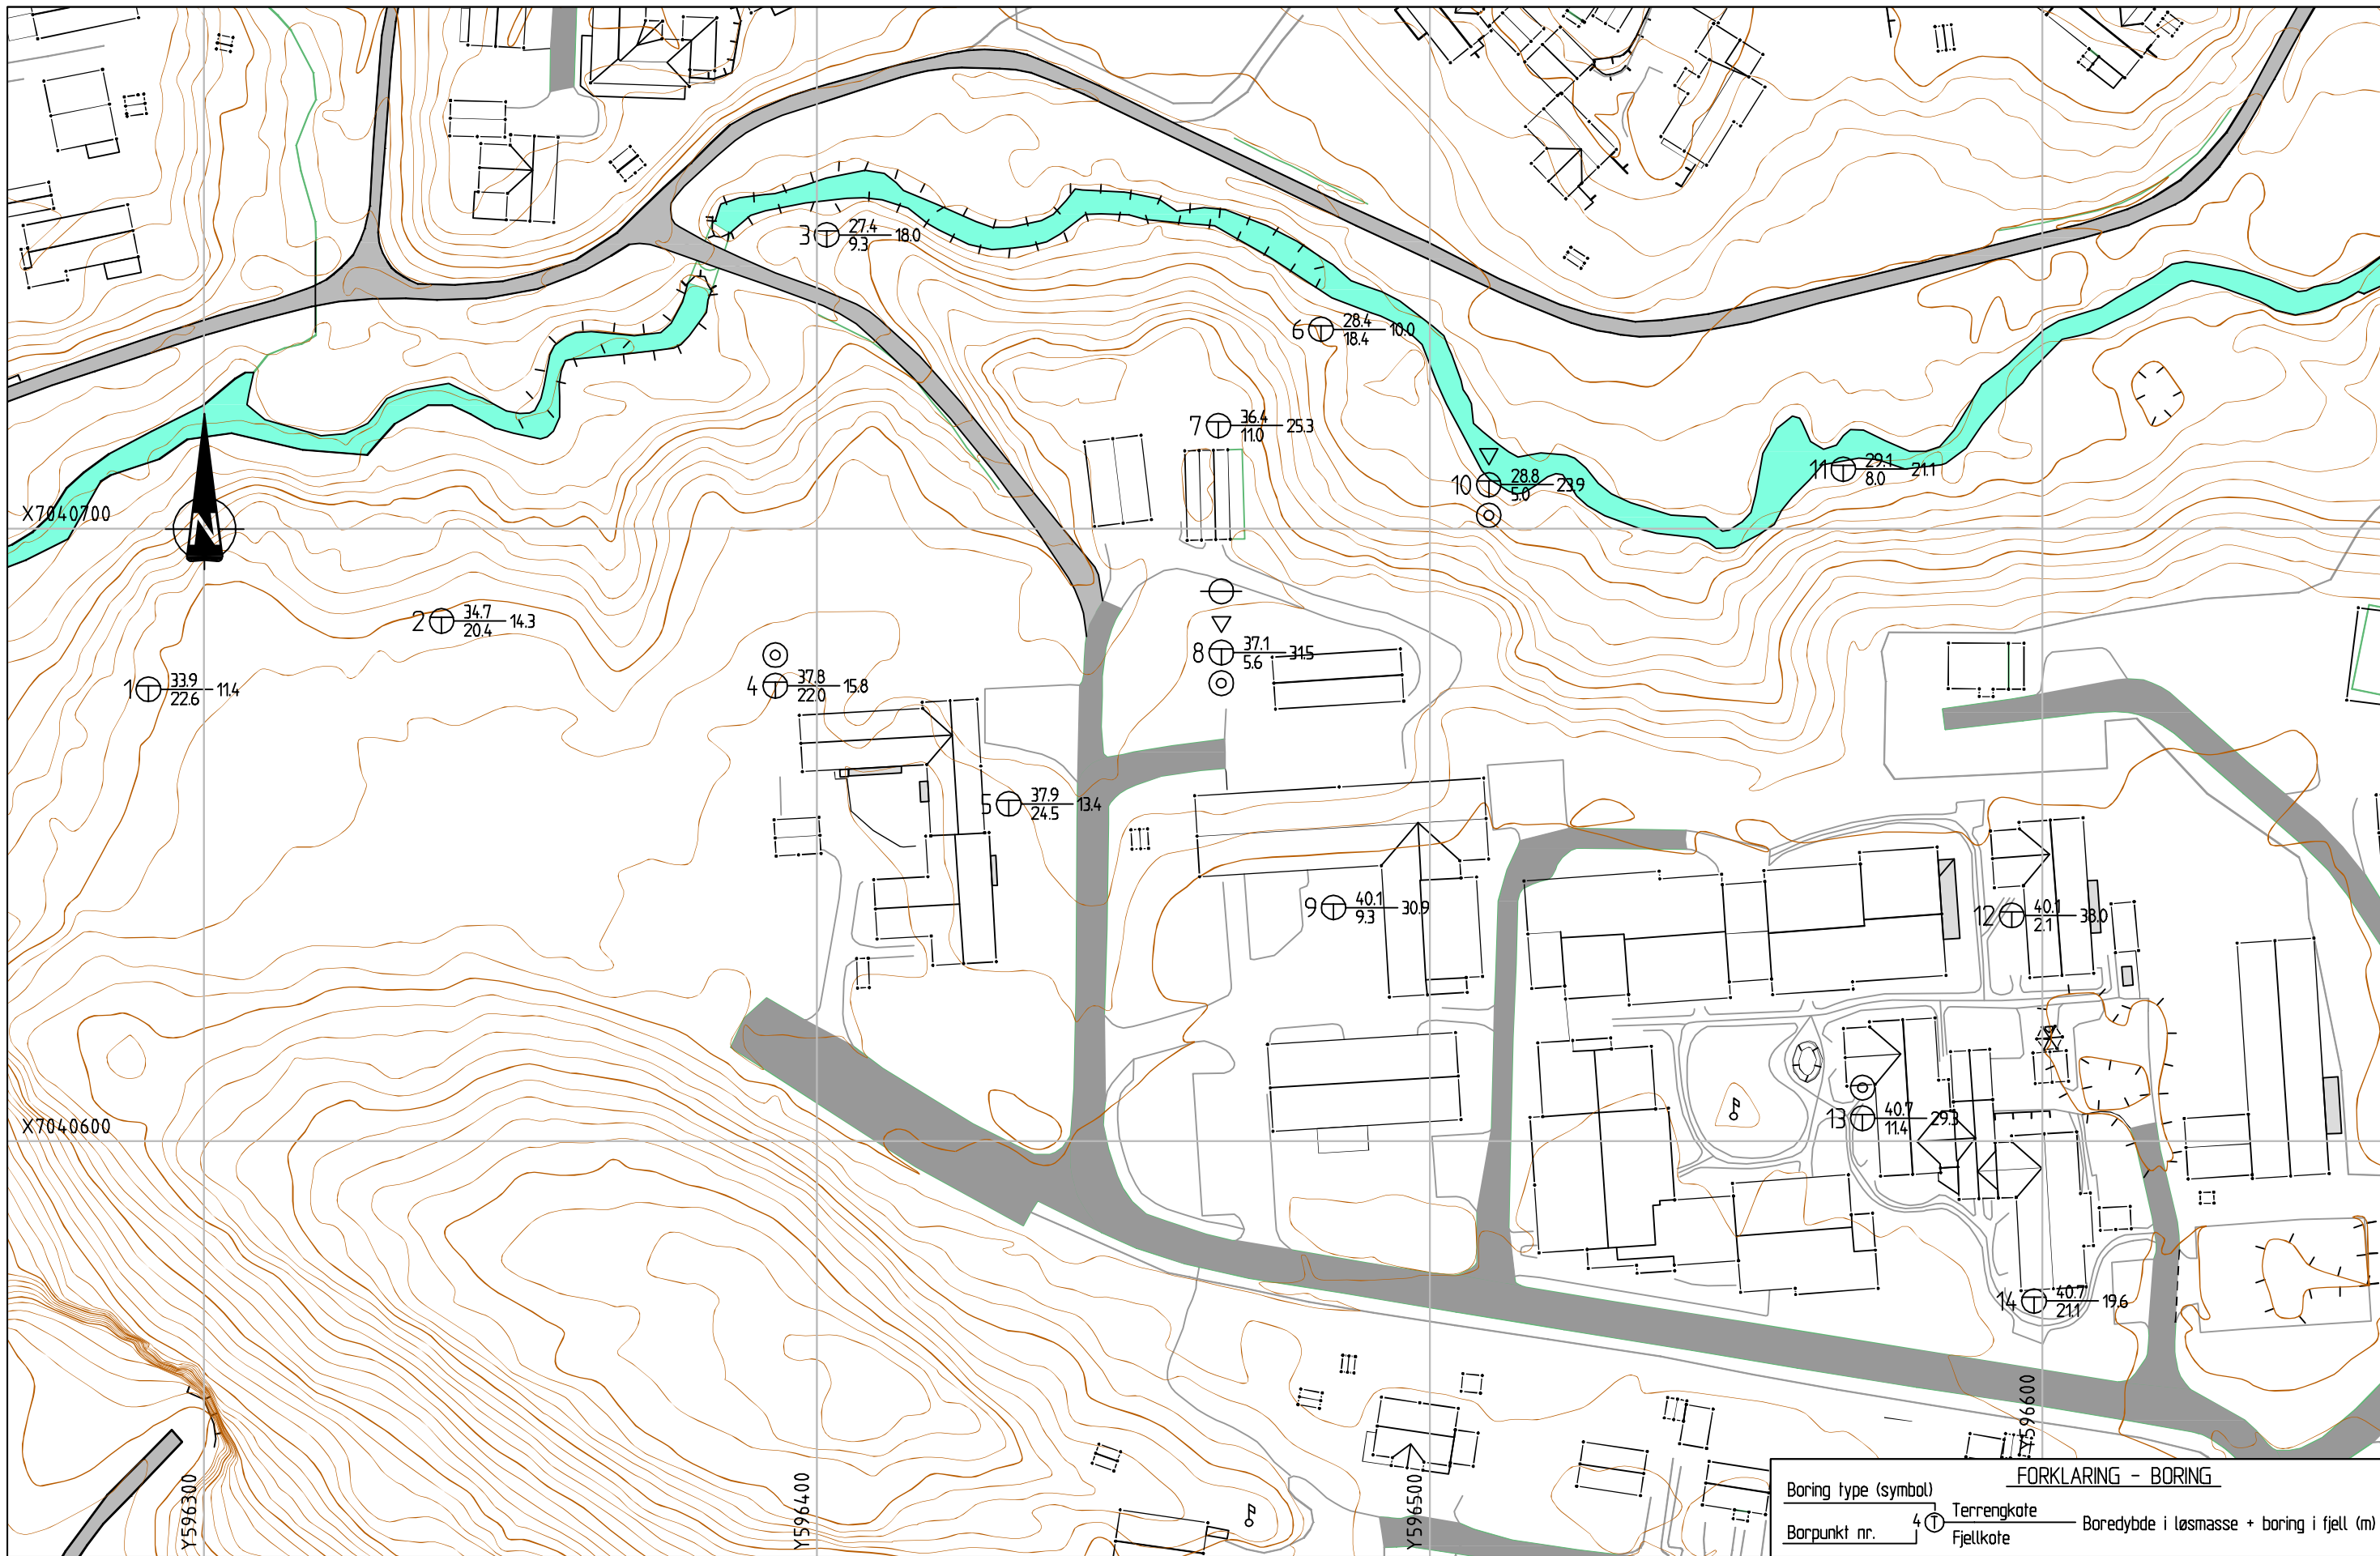 3 27.4 18.0
9.3
6 28.4 10.0
18.4
7 36.4 25.3
11.0
11 29.1 21.1
8.0
10 28.8 23.9
5.0
X7040700
N
2 34.7 14.3
20.4
8 37.1 31.5
5.6
1 33.9 11.4
22.6
4 37.8 15.8
22.0
5 37.9 13.4
24.5
9 40.1 30.9
9.3
12 40.1 38.0
2.1
X7040600
13 40.7 29.3
11.4
14 40.7 19.6
21.1
Y596300
Y596400
Y596500
Y596600
FORKLARING - BORING
Boring type (symbol)
Borpunkt nr.
4 T
Terrengkote
Fjellkote
Boredybde i løsmasse + boring i fjell (m)